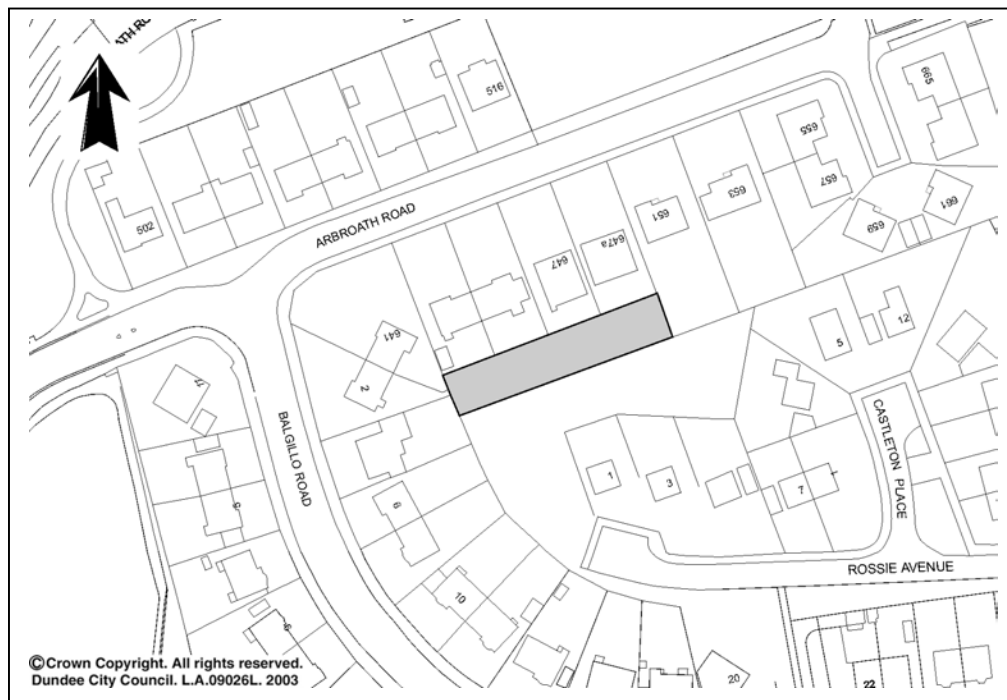 ATH RO
516
665
502
ARBROATH ROAD
655
657
653
651
661
659
647a
647
641
2
12
5
BALGILLO ROAD
CASTLETON PLACE
1
3
7
6
10
ROSSIE AVENUE
20
22
©Crown Copyright. All rights reserved.
Dundee City Council. L.A.09026L. 2003